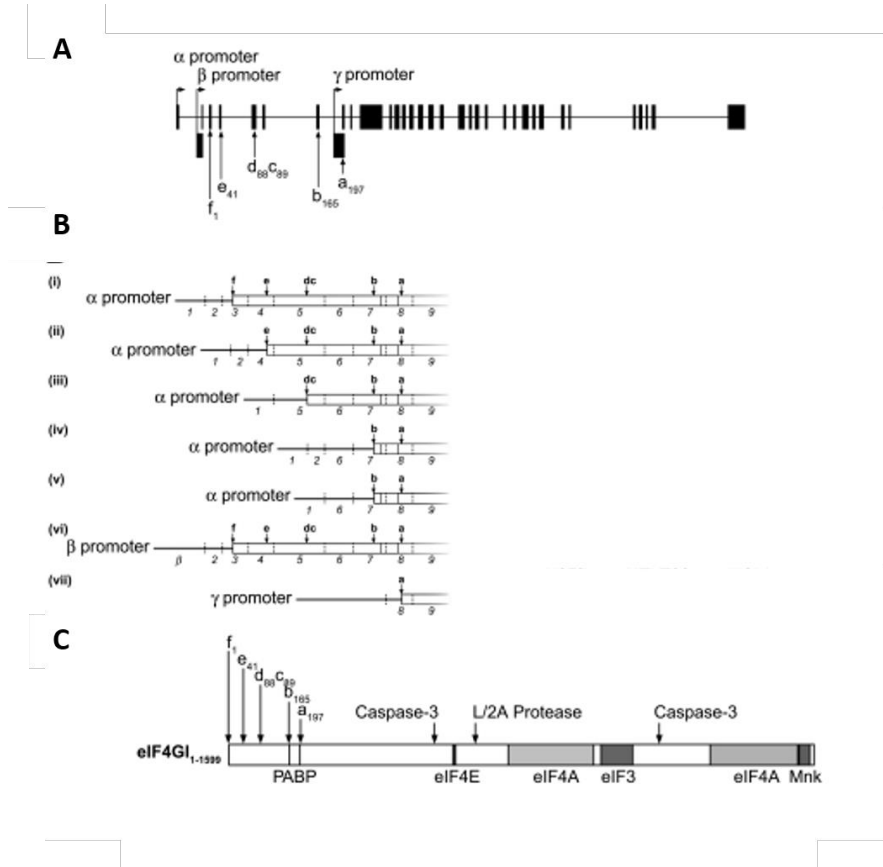 A
α promoter
β promoter
γ promoter
d88c89
a197
e41
b165
f1
B
(i)
f e dc b a
α promoter
1 2 3 4 5 6 7 8 9
(ii)
e dc b a
α promoter
1 2 4 5 6 7 8 9
(iii)
dc b a
α promoter
1 5 6 7 8 9
(iv)
b a
α promoter
1 2 6 7 8 9
(v)
b a
α promoter
1 6 7 8 9
(vi)
f e dc b a
β promoter
β 2 3 4 5 6 7 8 9
(vii)
a
γ promoter
8 9
C
f1
e41
d88c89
b165
a197
Caspase-3 L/2A Protease Caspase-3
eIF4GI1-1599
PABP eIF4E eIF4A eIF3 eIF4A Mnk